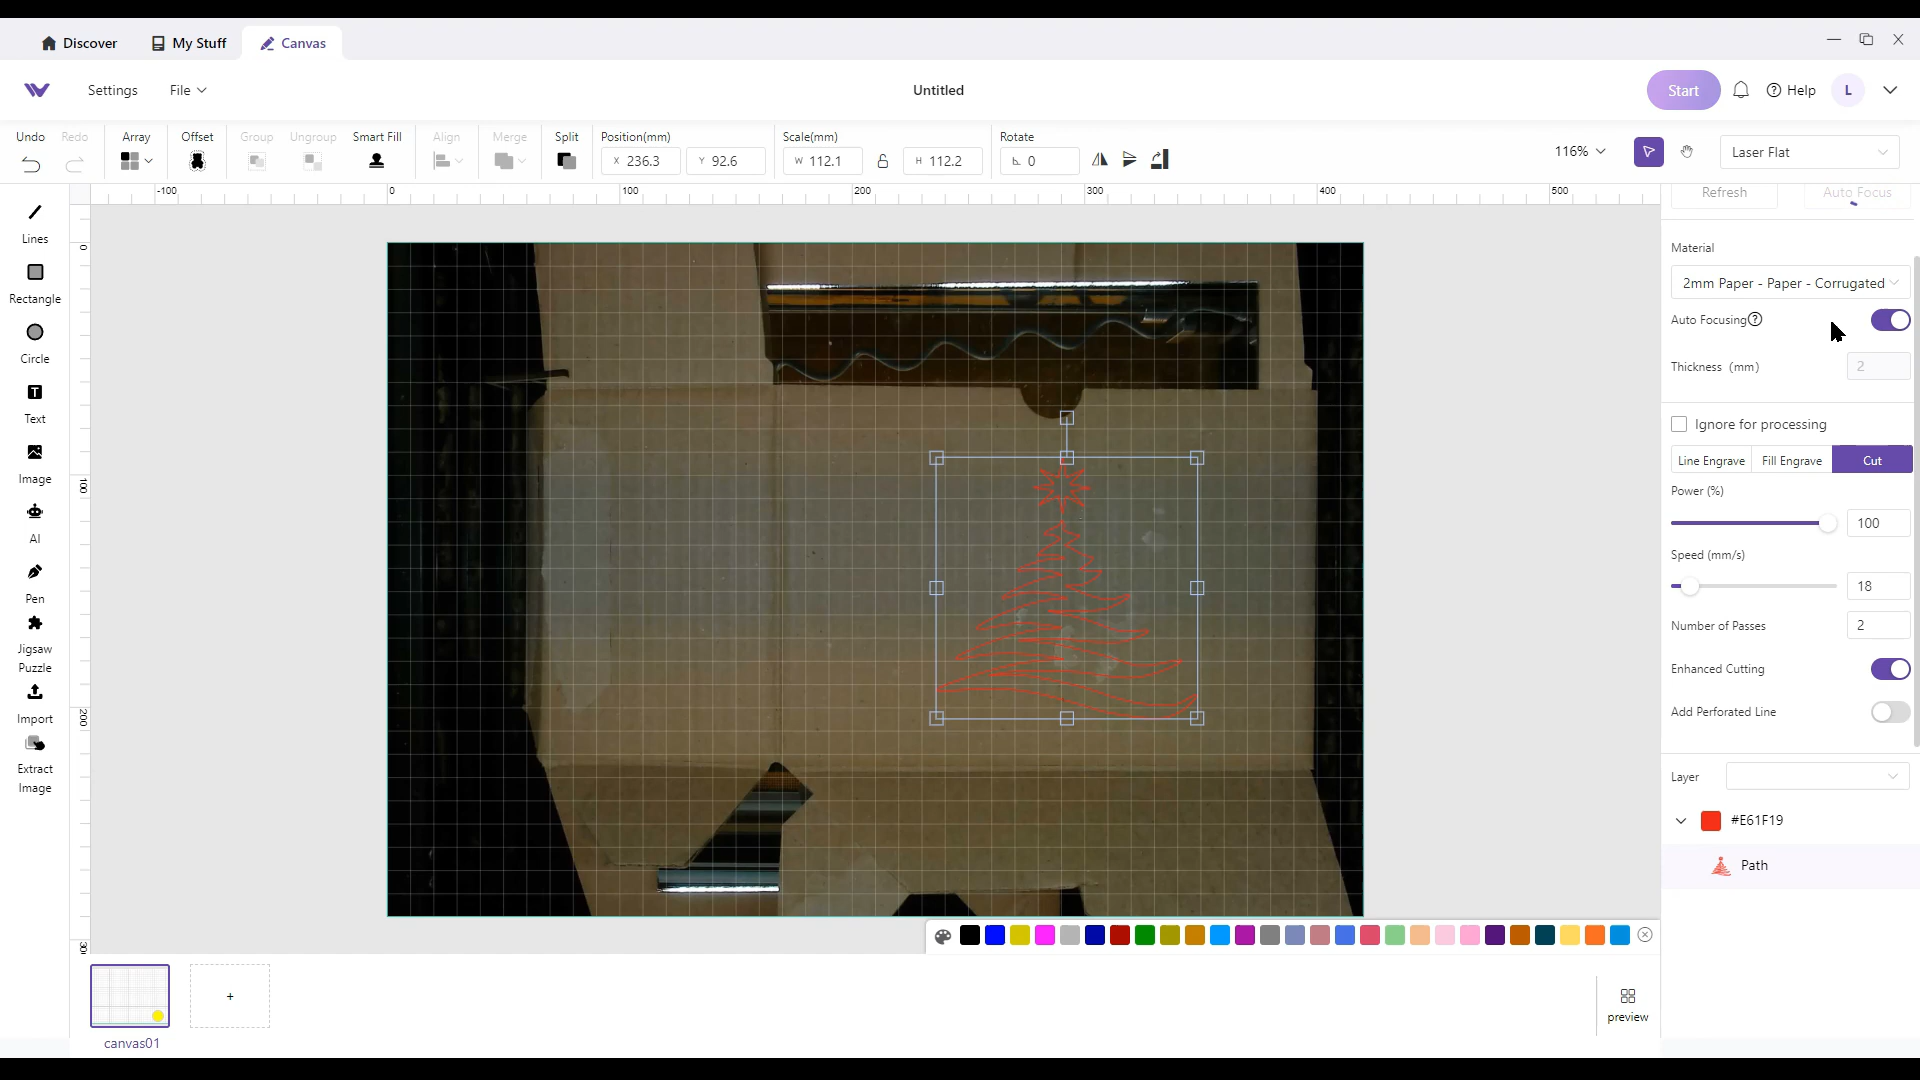 Discover My Stuff Canvas
Settings File Untitled Start Help L
Undo Redo Array Offset Group Ungroup Smart Fill Align Merge Split Position(mm) Scale(mm) Rotate
X 236.3 Y 92.6 W 112.1 H 112.2 0 116% Laser Flat
-100 0 100 200 300 400 500
Refresh Auto Focus
Lines
Rectangle
Circle
Text
Image
AI
Pen
Jigsaw
Puzzle
Import
Extract
Image
0
100
200
30
Material
2mm Paper - Paper - Corrugated
Auto Focusing
Thickness (mm) 2
Ignore for processing
Line Engrave Fill Engrave Cut
Power (%)
100
Speed (mm/s)
18
Number of Passes 2
Enhanced Cutting
Add Perforated Line
Layer
#E61F19
Path
+
canvas01
preview